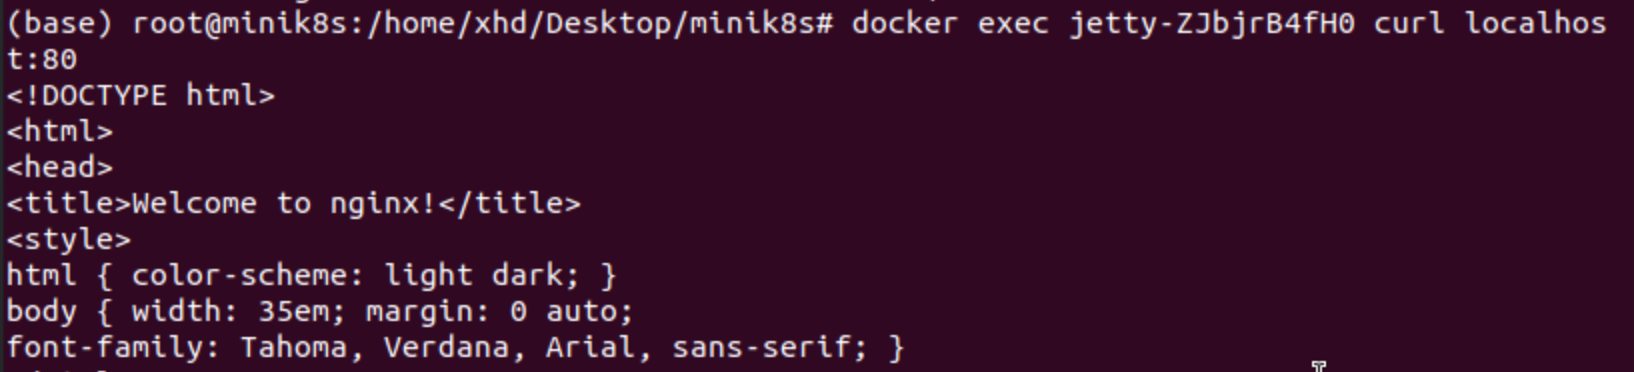 (base) root@minik8s:/home/xhd/Desktop/minik8s# docker exec jetty-ZJbjrB4fH0 curl localhos
t:80
<!DOCTYPE html>
<html>
<head>
<title>Welcome to nginx!</title>
<style>
html { color-scheme: light dark; }
body { width: 35em; margin: 0 auto;
font-family: Tahoma, Verdana, Arial, sans-serif; }